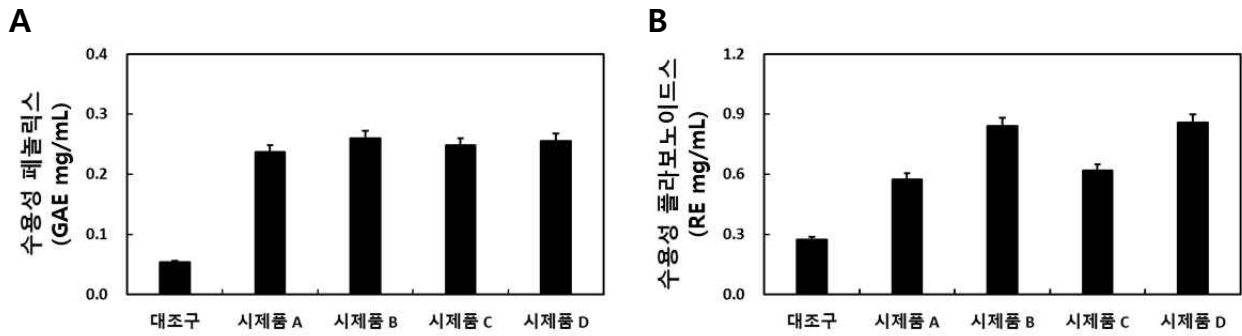 A
수용성 페놀릭스
(GAE mg/mL)
0.4
0.3
0.2
0.1
0.0
대조구 시제품 A 시제품 B 시제품 C 시제품 D
B
수용성 플라보노이드스
(RE mg/mL)
1.2
0.9
0.6
0.3
0.0
대조구 시제품 A 시제품 B 시제품 C 시제품 D